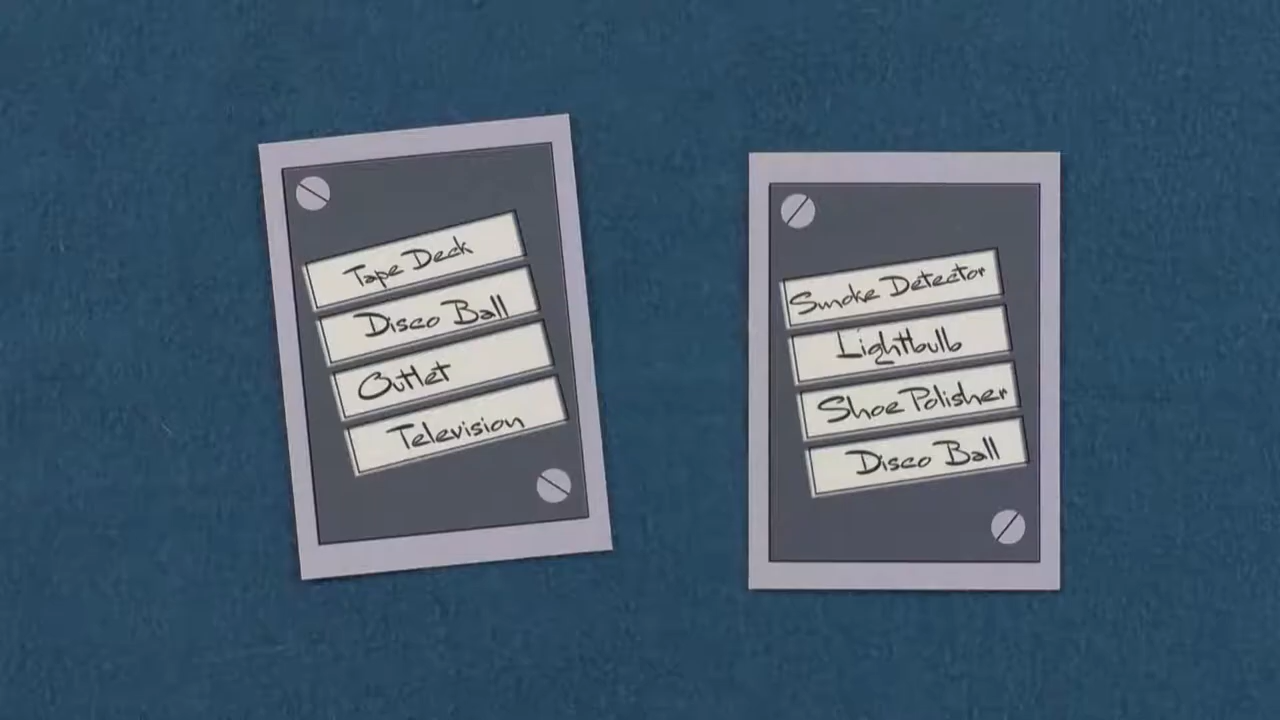 Tape Deck
Disco Ball
Outlet
Television
Smoke Detector
Lightbulb
Shoe Polisher
Disco Ball